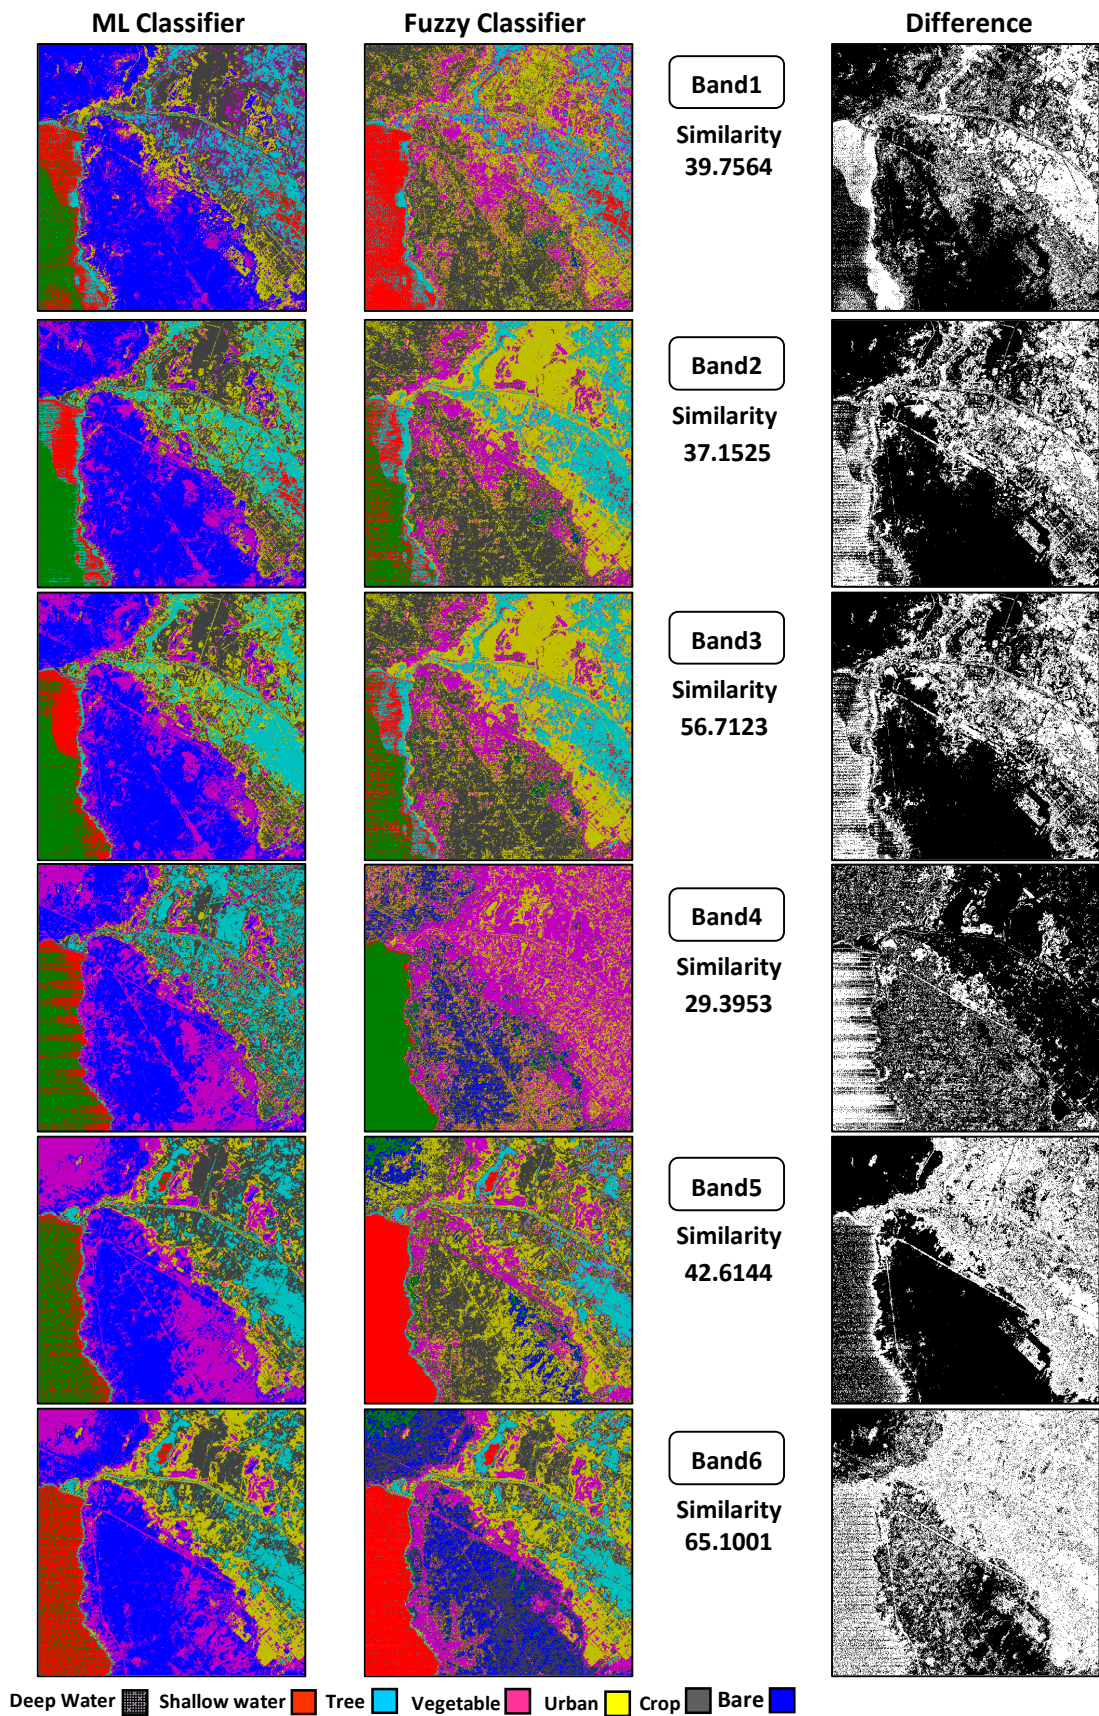 ML Classifier Fuzzy Classifier Difference
Band1
Similarity
39.7564
Band2
Similarity
37.1525
Band3
Similarity
56.7123
Band4
Similarity
29.3953
Band5
Similarity
42.6144
Band6
Similarity
65.1001
Deep Water Shallow water Tree Vegetable Urban Crop Bare